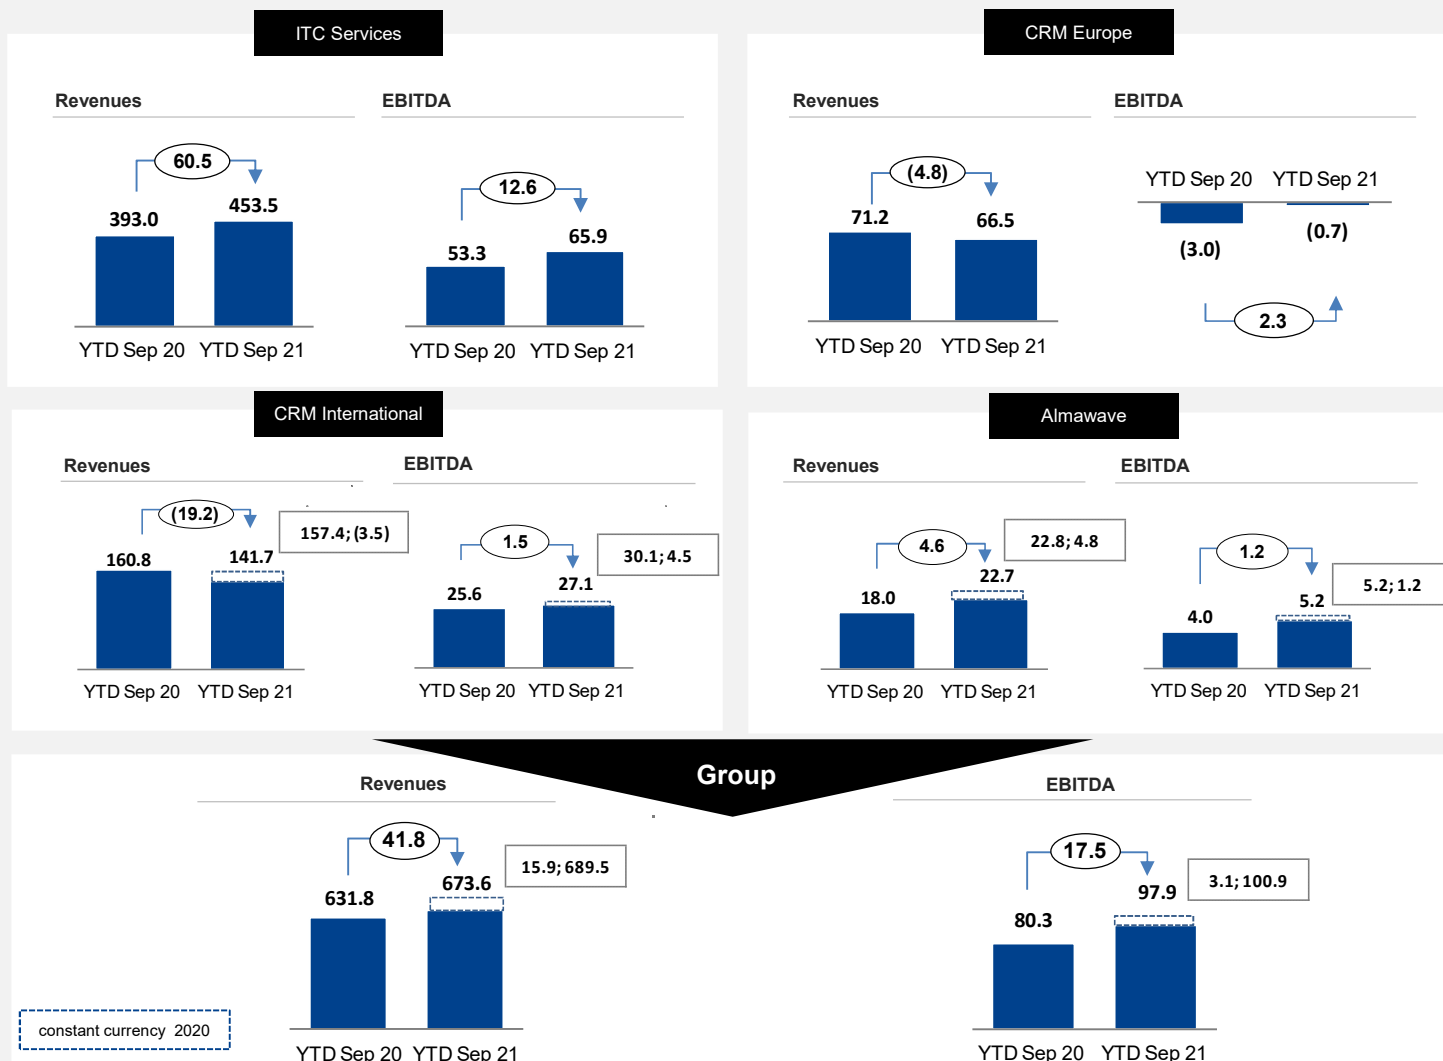 ITC Services
Revenues
EBITDA
60.5
393.0
453.5
YTD Sep 20
YTD Sep 21
12.6
53.3
65.9
YTD Sep 20
YTD Sep 21
CRM Europe
Revenues
EBITDA
(4.8)
71.2
66.5
YTD Sep 20
YTD Sep 21
YTD Sep 20
YTD Sep 21
(3.0)
(0.7)
2.3
CRM International
Revenues
EBITDA
(19.2)
157.4; (3.5)
160.8
141.7
YTD Sep 20
YTD Sep 21
1.5
30.1; 4.5
25.6
27.1
YTD Sep 20
YTD Sep 21
Almawave
Revenues
EBITDA
4.6
22.8; 4.8
18.0
22.7
YTD Sep 20
YTD Sep 21
1.2
5.2; 1.2
4.0
5.2
YTD Sep 20
YTD Sep 21
Group
Revenues
41.8
15.9; 689.5
631.8
673.6
YTD Sep 20
YTD Sep 21
EBITDA
17.5
3.1; 100.9
80.3
97.9
YTD Sep 20
YTD Sep 21
constant currency 2020